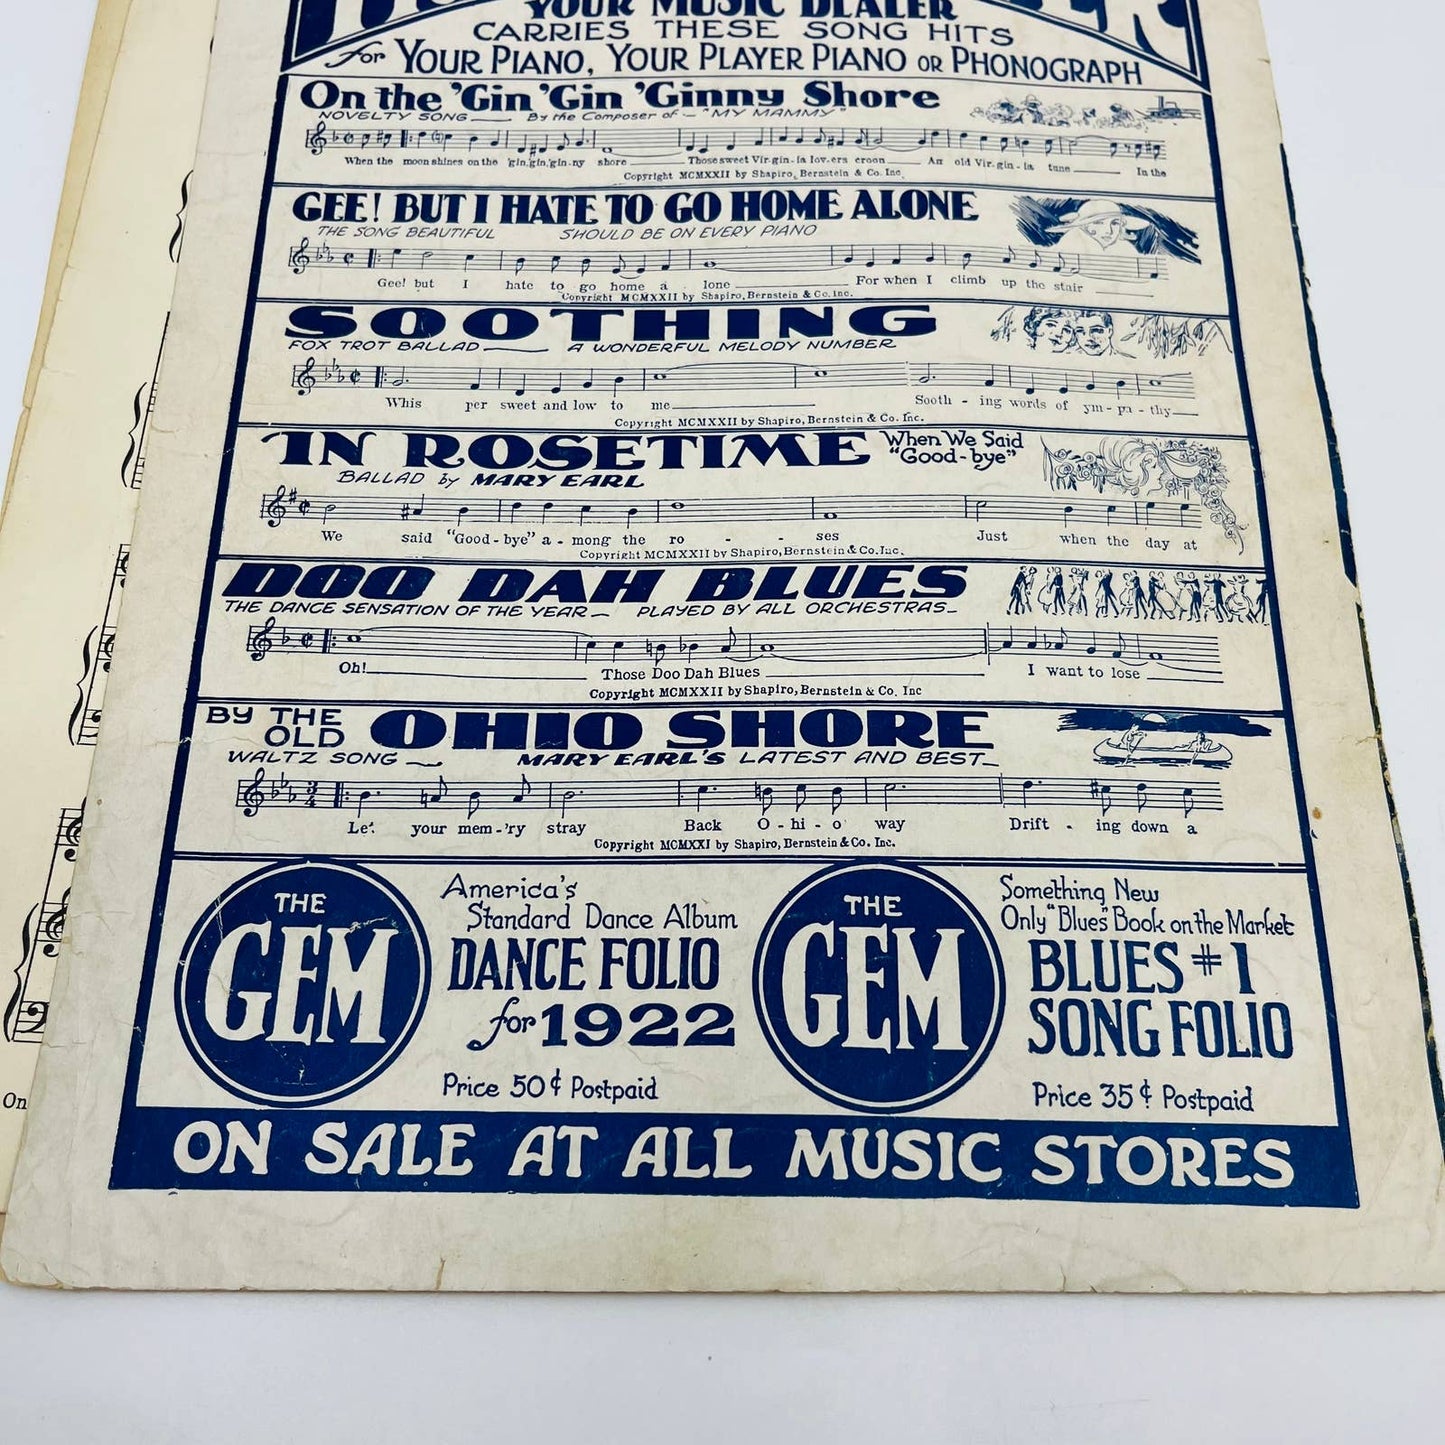 YOUR MUSIC DEALER
CARRIES THESE SONG HITS
for YOUR PIANO, YOUR PLAYER PIANO OR PHONOGRAPH
On the 'Gin 'Gin 'Ginny Shore
NOVELTY SONG — By the Composer of — "MY MAMMY"
When the moon shines on the 'gin,'gin,'gin-ny shore Those sweet Vir-gin-ia lov-ers croon An old Vir-gin-ia tune In the
Copyright MCMXXII by Shapiro, Bernstein & Co. Inc.
GEE! BUT I HATE TO GO HOME ALONE
THE SONG BEAUTIFUL SHOULD BE ON EVERY PIANO
Gee! but I hate to go home a lone For when I climb up the stair
Copyright MCMXXII by Shapiro, Bernstein & Co. Inc.
SOOTHING
FOX TROT BALLAD — A WONDERFUL MELODY NUMBER
Whis per sweet and low to me Sooth - ing words of ym - pa - thy
Copyright MCMXXII by Shapiro, Bernstein & Co. Inc.
IN ROSETIME When We Said "Good-bye"
BALLAD by MARY EARL
We said "Good-bye" a - mong the ro - - ses Just when the day at
Copyright MCMXXII by Shapiro, Bernstein & Co. Inc.
DOO DAH BLUES
THE DANCE SENSATION OF THE YEAR — PLAYED BY ALL ORCHESTRAS —
Oh! Those Doo Dah Blues I want to lose
Copyright MCMXXII by Shapiro, Bernstein & Co. Inc
BY THE OLD OHIO SHORE
WALTZ SONG — MARY EARL'S LATEST AND BEST —
Let your mem-'ry stray Back O - hi - o way Drift - ing down a
Copyright MCMXXI by Shapiro, Bernstein & Co. Inc.
THE GEM
America's
Standard Dance Album
DANCE FOLIO
for 1922
Price 50¢ Postpaid
THE GEM
Something New
Only "Blues" Book on the Market
BLUES #1
SONG FOLIO
Price 35¢ Postpaid
ON SALE AT ALL MUSIC STORES
On